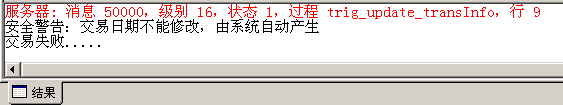 服务器: 消息 50000，级别 16，状态 1，过程 trig_update_transInfo，行 9
安全警告：交易日期不能修改，由系统自动产生
交易失败.....
结果